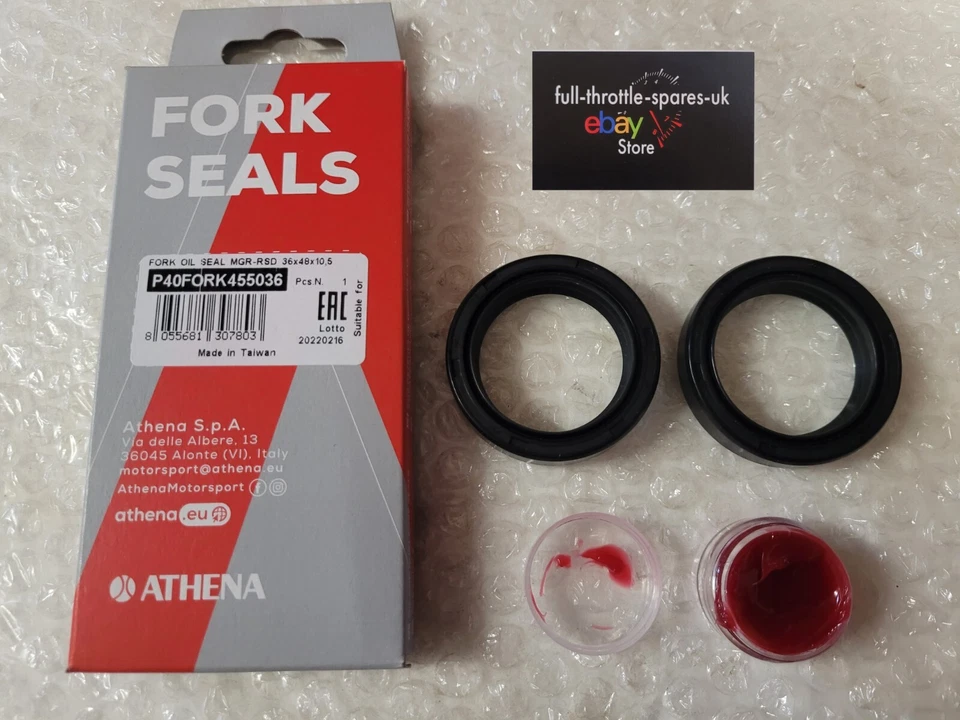 FORK
SEALS
FORK OIL SEAL MGR-RSD 36x48x10,5
P40FORK455036
Pcs.N. 1
Suitable for
EAC
Lotto
20220216
8 055681 307803
Made in Taiwan
Athena S.p.A.
Via delle Albere, 13
36045 Alonte (VI), Italy
motorsport@athena.eu
AthenaMotorsport
athena.eu
ATHENA
full-throttle-spares-uk
ebay
Store